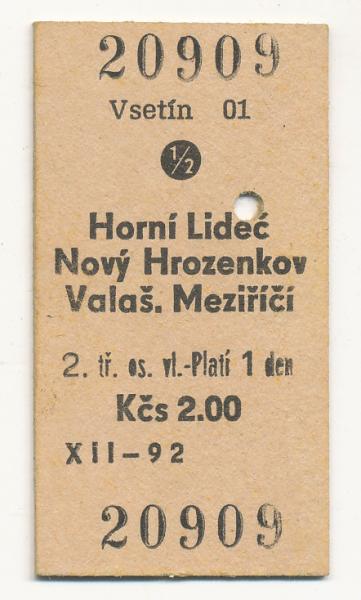 20909
Vsetín 01
1/2
Horní Lideč
Nový Hrozenkov
Valaš. Meziříčí
2. tř. os. vl.-Platí 1 den
Kčs 2.00
XII-92
20909